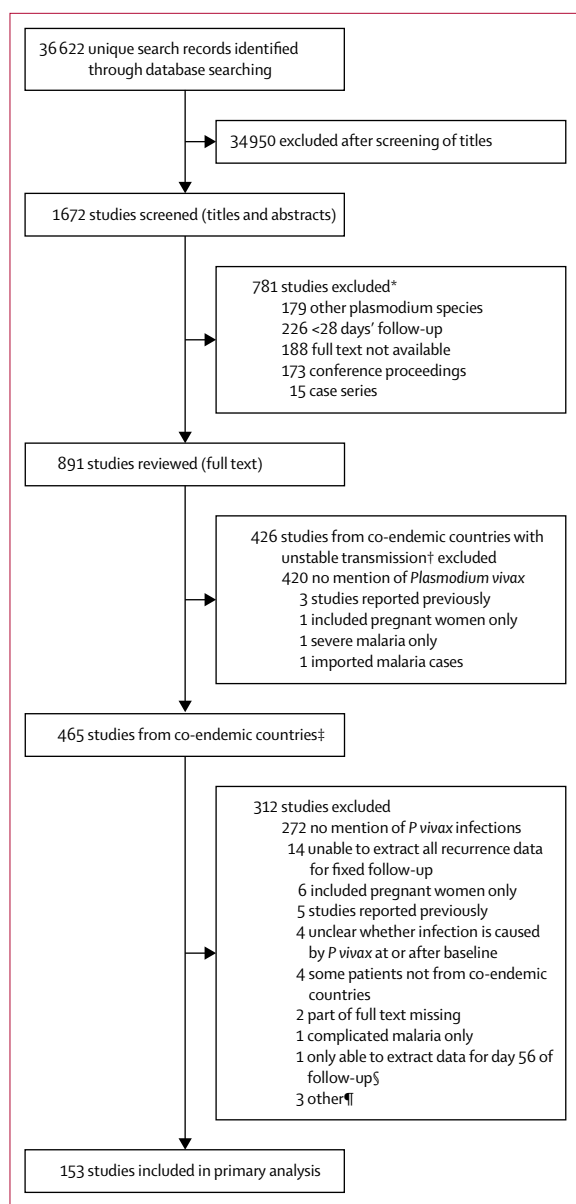 36 622 unique search records identified
through database searching
34 950 excluded after screening of titles
1672 studies screened (titles and abstracts)
781 studies excluded*
179 other plasmodium species
226 <28 days' follow-up
188 full text not available
173 conference proceedings
15 case series
891 studies reviewed (full text)
426 studies from co-endemic countries with
unstable transmission† excluded
420 no mention of Plasmodium vivax
3 studies reported previously
1 included pregnant women only
1 severe malaria only
1 imported malaria cases
465 studies from co-endemic countries‡
312 studies excluded
272 no mention of P vivax infections
14 unable to extract all recurrence data
for fixed follow-up
6 included pregnant women only
5 studies reported previously
4 unclear whether infection is caused
by P vivax at or after baseline
4 some patients not from co-endemic
countries
2 part of full text missing
1 complicated malaria only
1 only able to extract data for day 56 of
follow-up§
3 other¶
153 studies included in primary analysis